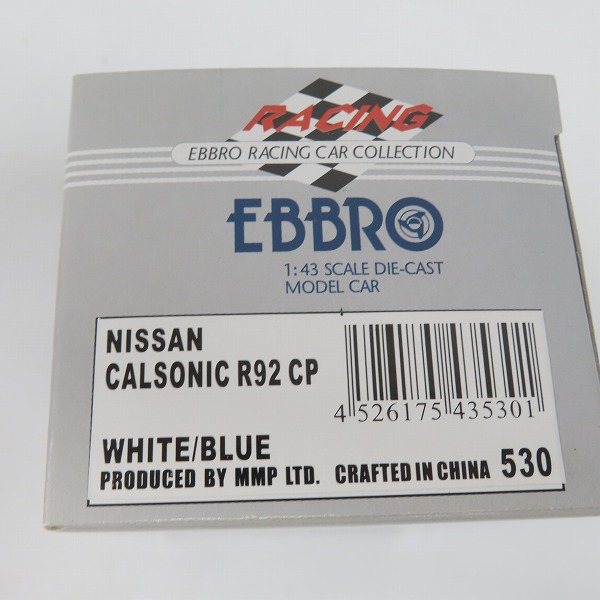 RACING
EBBRO RACING CAR COLLECTION
EBBRO
1:43 SCALE DIE-CAST
MODEL CAR
NISSAN
CALSONIC R92 CP
4 526175 435301
WHITE/BLUE
PRODUCED BY MMP LTD. CRAFTED IN CHINA 530